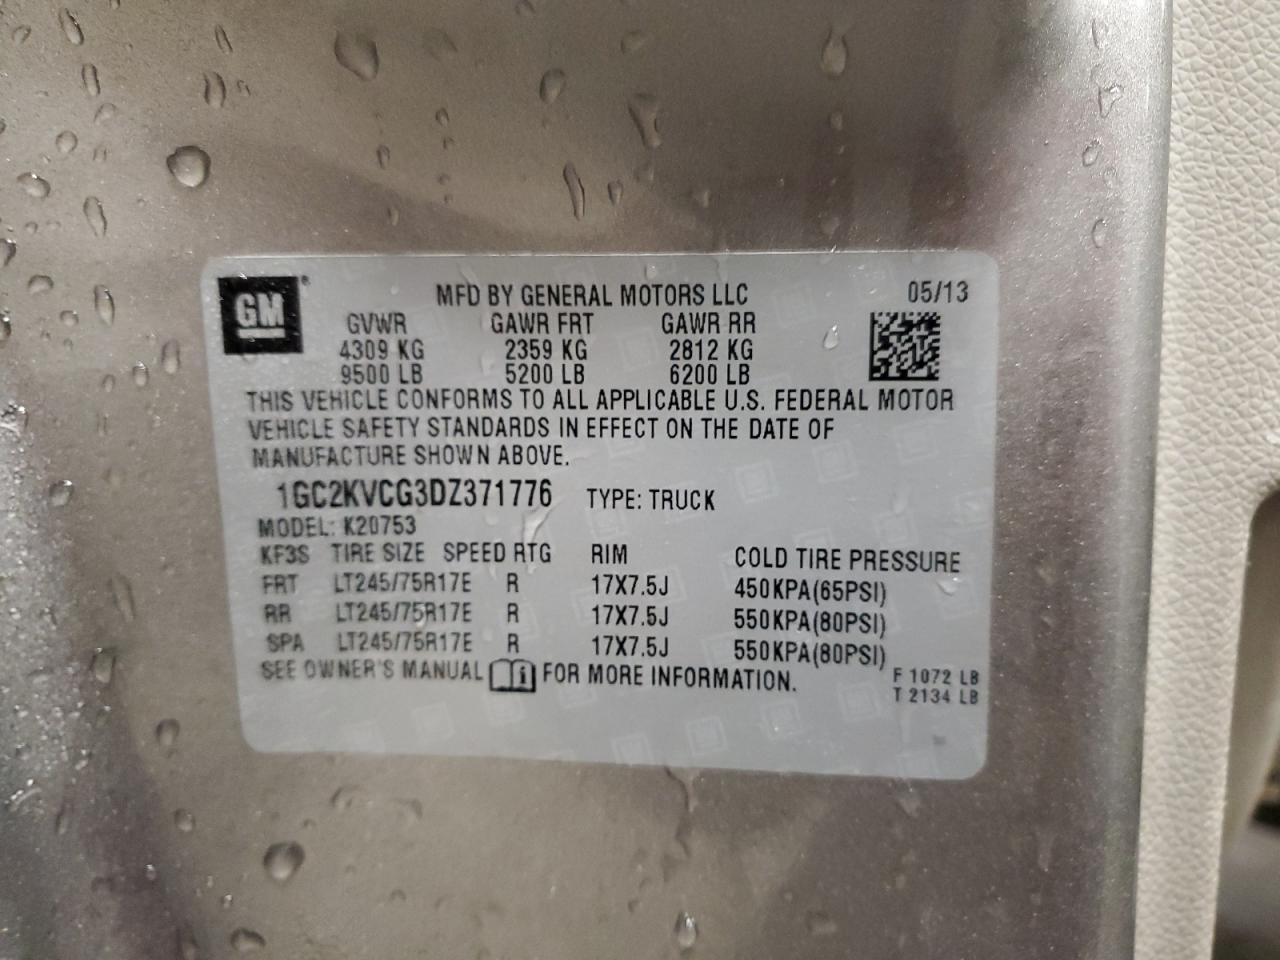 GM®
MFD BY GENERAL MOTORS LLC 05/13
GVWR GAWR FRT GAWR RR
4309 KG 2359 KG 2812 KG
9500 LB 5200 LB 6200 LB
THIS VEHICLE CONFORMS TO ALL APPLICABLE U.S. FEDERAL MOTOR
VEHICLE SAFETY STANDARDS IN EFFECT ON THE DATE OF
MANUFACTURE SHOWN ABOVE.
1GC2KVCG3DZ371776 TYPE: TRUCK
MODEL: K20753
KF3S TIRE SIZE SPEED RTG RIM COLD TIRE PRESSURE
FRT LT245/75R17E R 17X7.5J 450KPA(65PSI)
RR LT245/75R17E R 17X7.5J 550KPA(80PSI)
SPA LT245/75R17E R 17X7.5J 550KPA(80PSI)
SEE OWNER'S MANUAL i FOR MORE INFORMATION.
F 1072 LB
T 2134 LB